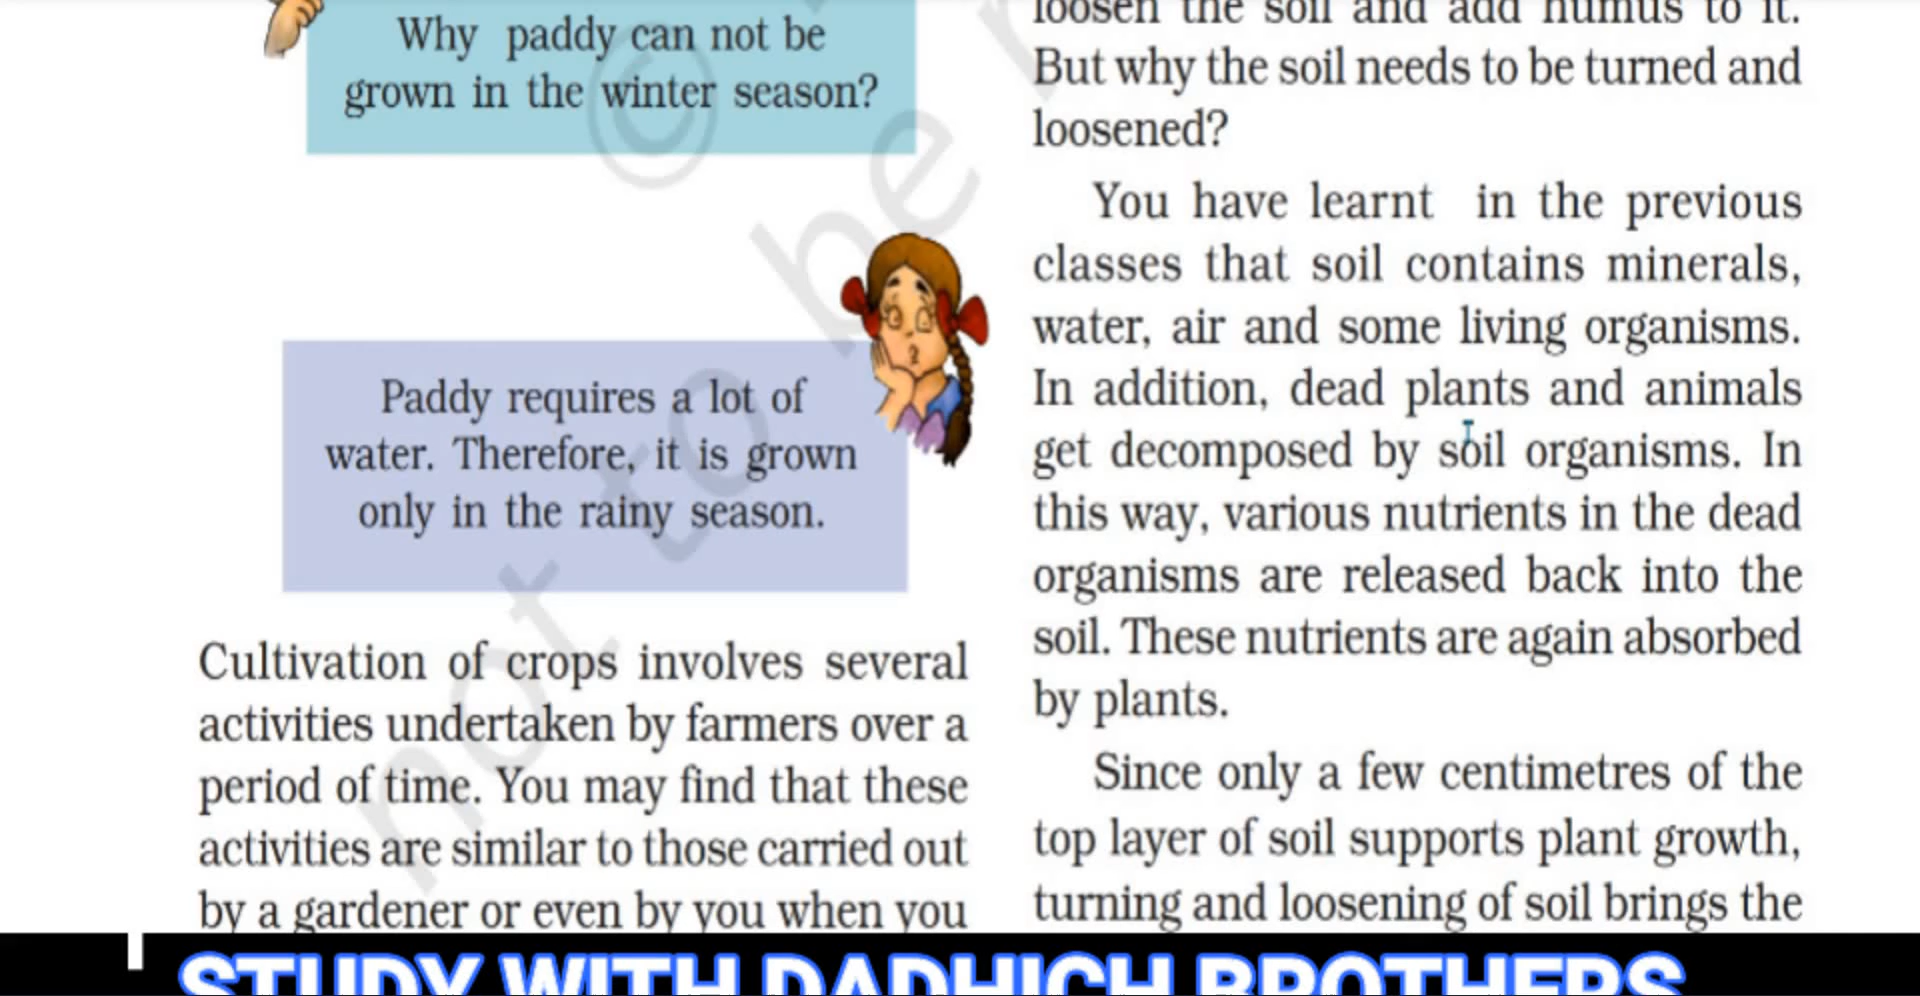 Why paddy can not be
grown in the winter season?
Paddy requires a lot of
water. Therefore, it is grown
only in the rainy season.
Cultivation of crops involves several
activities undertaken by farmers over a
period of time. You may find that these
activities are similar to those carried out
by a gardener or even by you when you
loosen the soil and add humus to it.
But why the soil needs to be turned and
loosened?
You have learnt in the previous
classes that soil contains minerals,
water, air and some living organisms.
In addition, dead plants and animals
get decomposed by soil organisms. In
this way, various nutrients in the dead
organisms are released back into the
soil. These nutrients are again absorbed
by plants.
Since only a few centimetres of the
top layer of soil supports plant growth,
turning and loosening of soil brings the
© not to be
STUDY WITH DADHICH BROTHERS